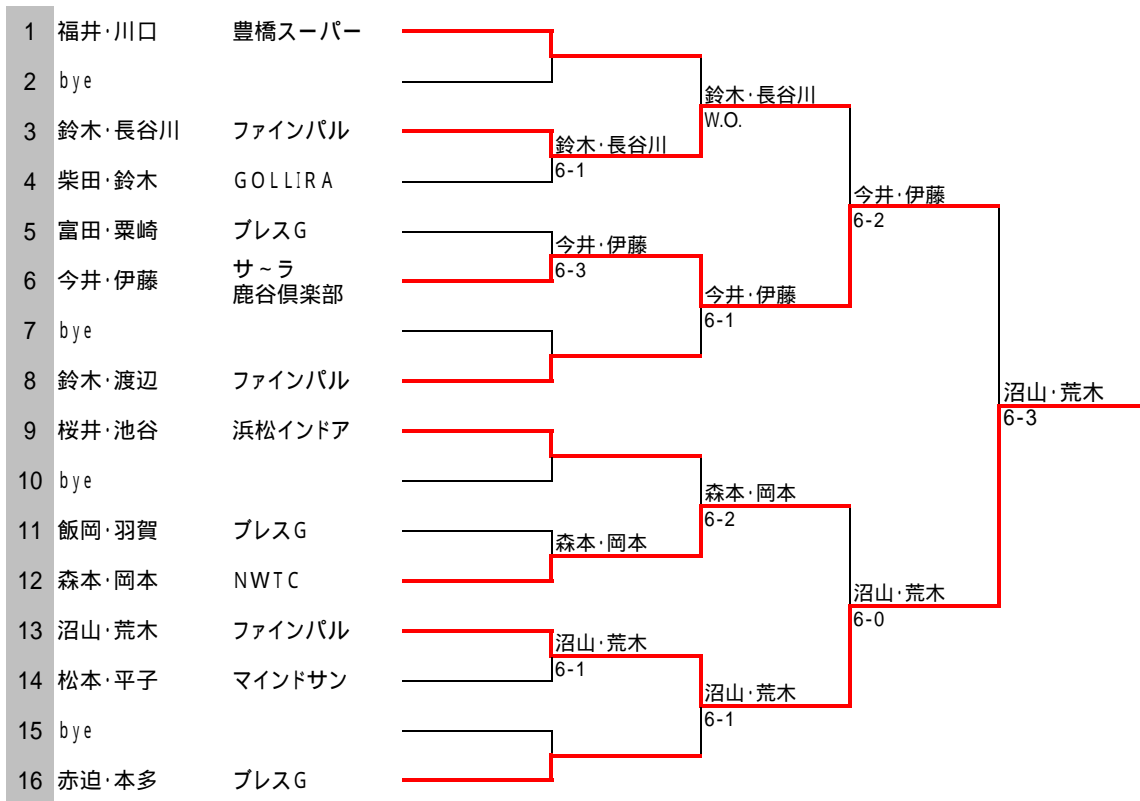 1 福井・川口 豊橋スーパー
2 bye
鈴木・長谷川
W.O.
3 鈴木・長谷川 ファインパル
鈴木・長谷川
6-1
4 柴田・鈴木 GOLLIRA
今井・伊藤
6-2
5 富田・粟崎 ブレスG
今井・伊藤
6-3
6 今井・伊藤 サ~ラ
鹿谷倶楽部
今井・伊藤
6-1
7 bye
8 鈴木・渡辺 ファインパル
沼山・荒木
6-3
9 桜井・池谷 浜松インドア
10 bye
森本・岡本
6-2
11 飯岡・羽賀 ブレスG
森本・岡本
12 森本・岡本 NWTC
沼山・荒木
6-0
13 沼山・荒木 ファインパル
沼山・荒木
6-1
14 松本・平子 マインドサン
沼山・荒木
6-1
15 bye
16 赤迫・本多 ブレスG